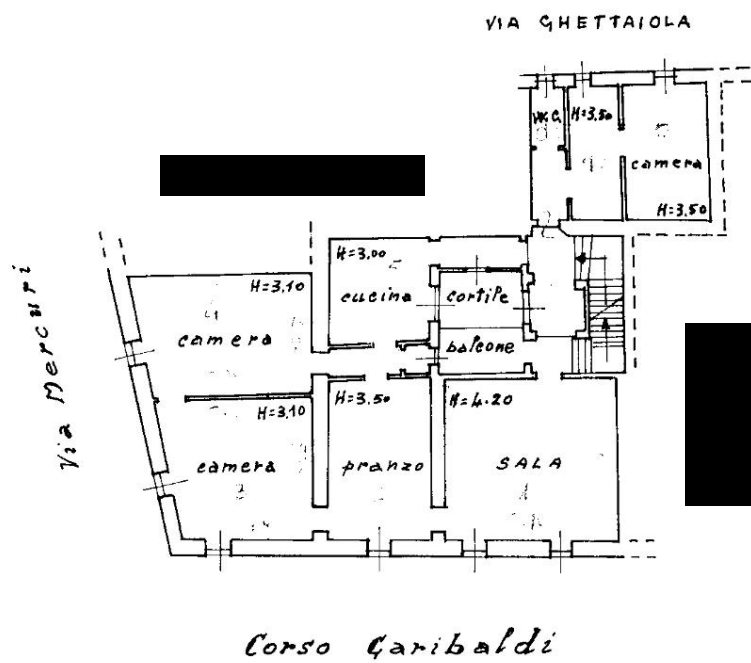 VIA GHETTAIOLA
W.C.
H=3.50
camera
H=3.50
H=3.00
cucina
cortile
balcone
H=3.10
camera
Via Mercuri
H=3.10
camera
H=3.50
pranzo
H=4.20
SALA
Corso Garibaldi